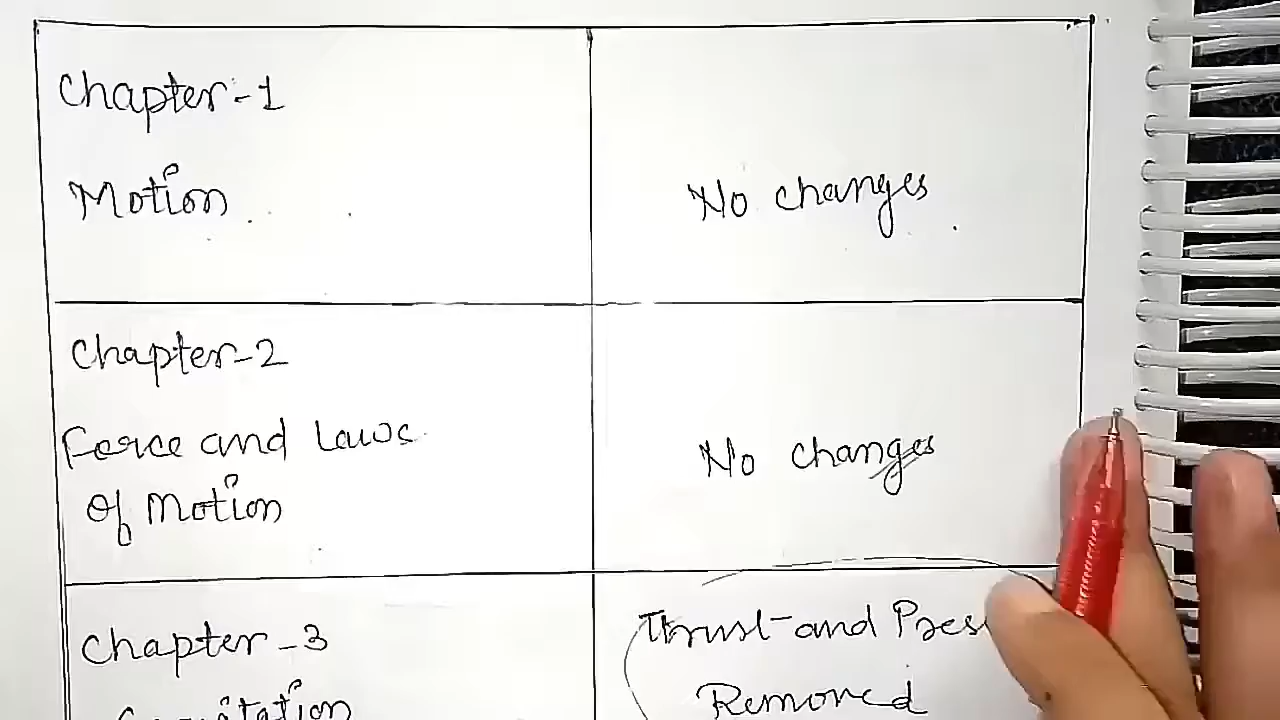 Chapter-1
Motion
No changes
Chapter-2
Force and Laws
of Motion
No changes
Chapter-3
Thrust and
Removed